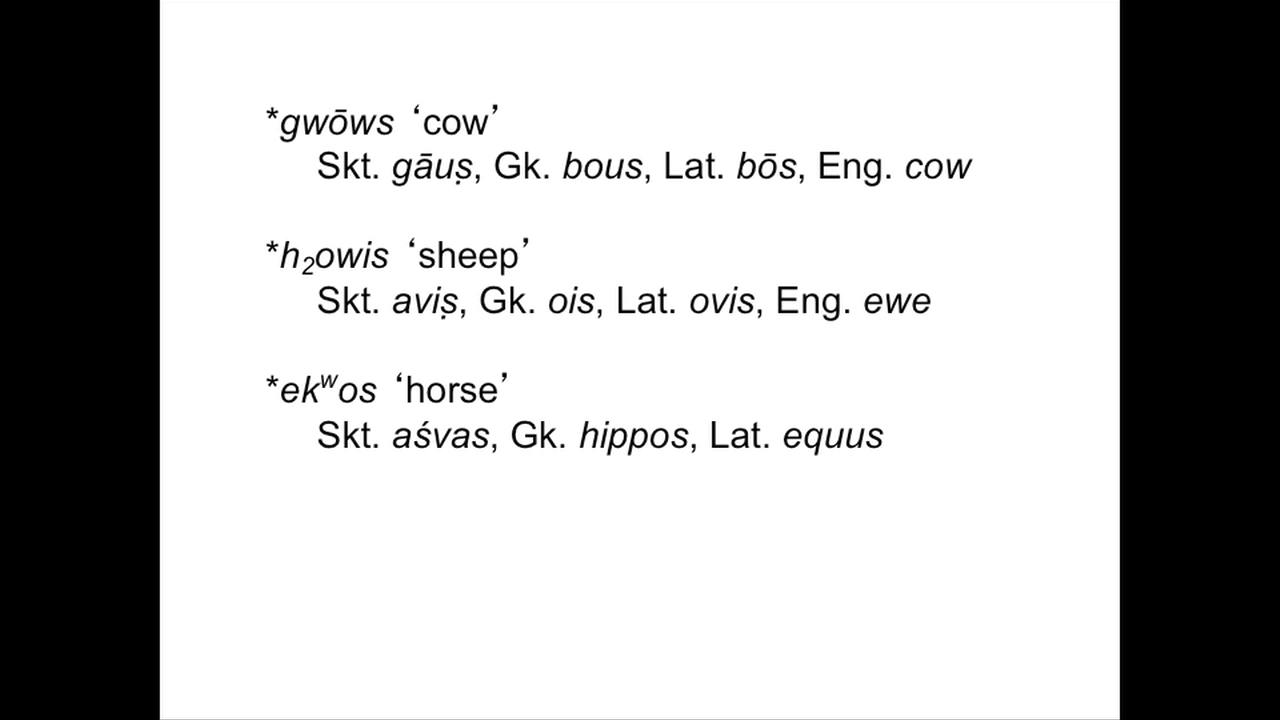 *gwōws ‘cow’
Skt. gāuṣ, Gk. bous, Lat. bōs, Eng. cow
*h₂owis ‘sheep’
Skt. aviṣ, Gk. ois, Lat. ovis, Eng. ewe
*ekʷos ‘horse’
Skt. aśvas, Gk. hippos, Lat. equus